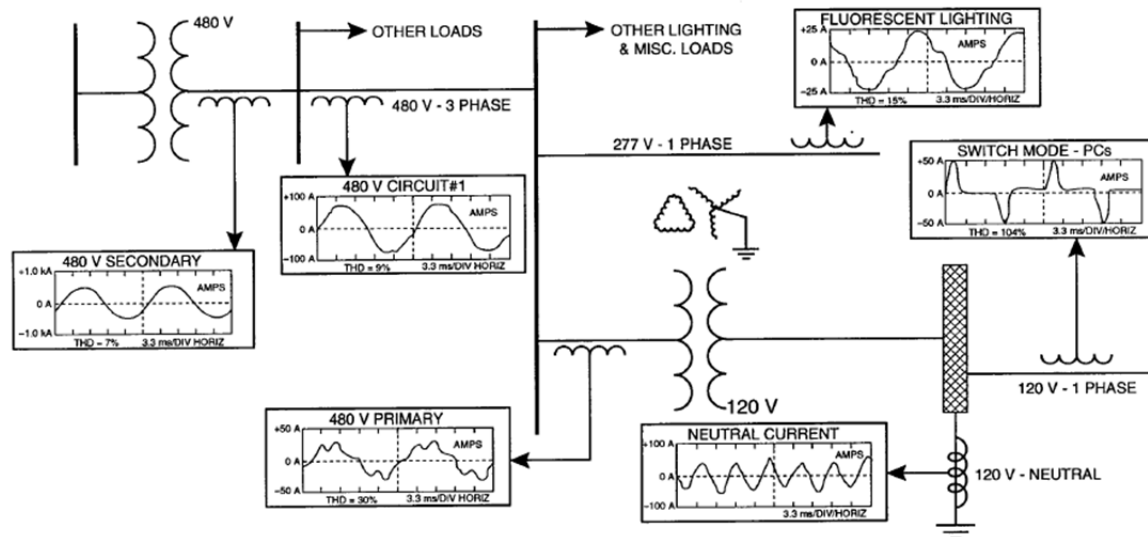 480 V
OTHER LOADS
480 V - 3 PHASE
OTHER LIGHTING
& MISC. LOADS
FLUORESCENT LIGHTING
+25 A
AMPS
0 A
-25 A
THD = 15%
3.3 ms/DIV/HORIZ
277 V - 1 PHASE
SWITCH MODE - PCs
+50 A
AMPS
0 A
-50 A
THD = 104%
3.3 ms/DIV/HORIZ
480 V CIRCUIT#1
+100 A
AMPS
0 A
-100 A
THD = 9%
3.3 ms/DIV HORIZ
480 V SECONDARY
+1.0 kA
AMPS
0 A
-1.0 kA
THD = 7%
3.3 ms/DIV HORIZ
120 V - 1 PHASE
120 V
480 V PRIMARY
+50 A
AMPS
0 A
-50 A
THD = 30%
3.3 ms/DIV HORIZ
NEUTRAL CURRENT
+100 A
AMPS
0 A
-100 A
3.3 ms/DIV/HORIZ
120 V - NEUTRAL